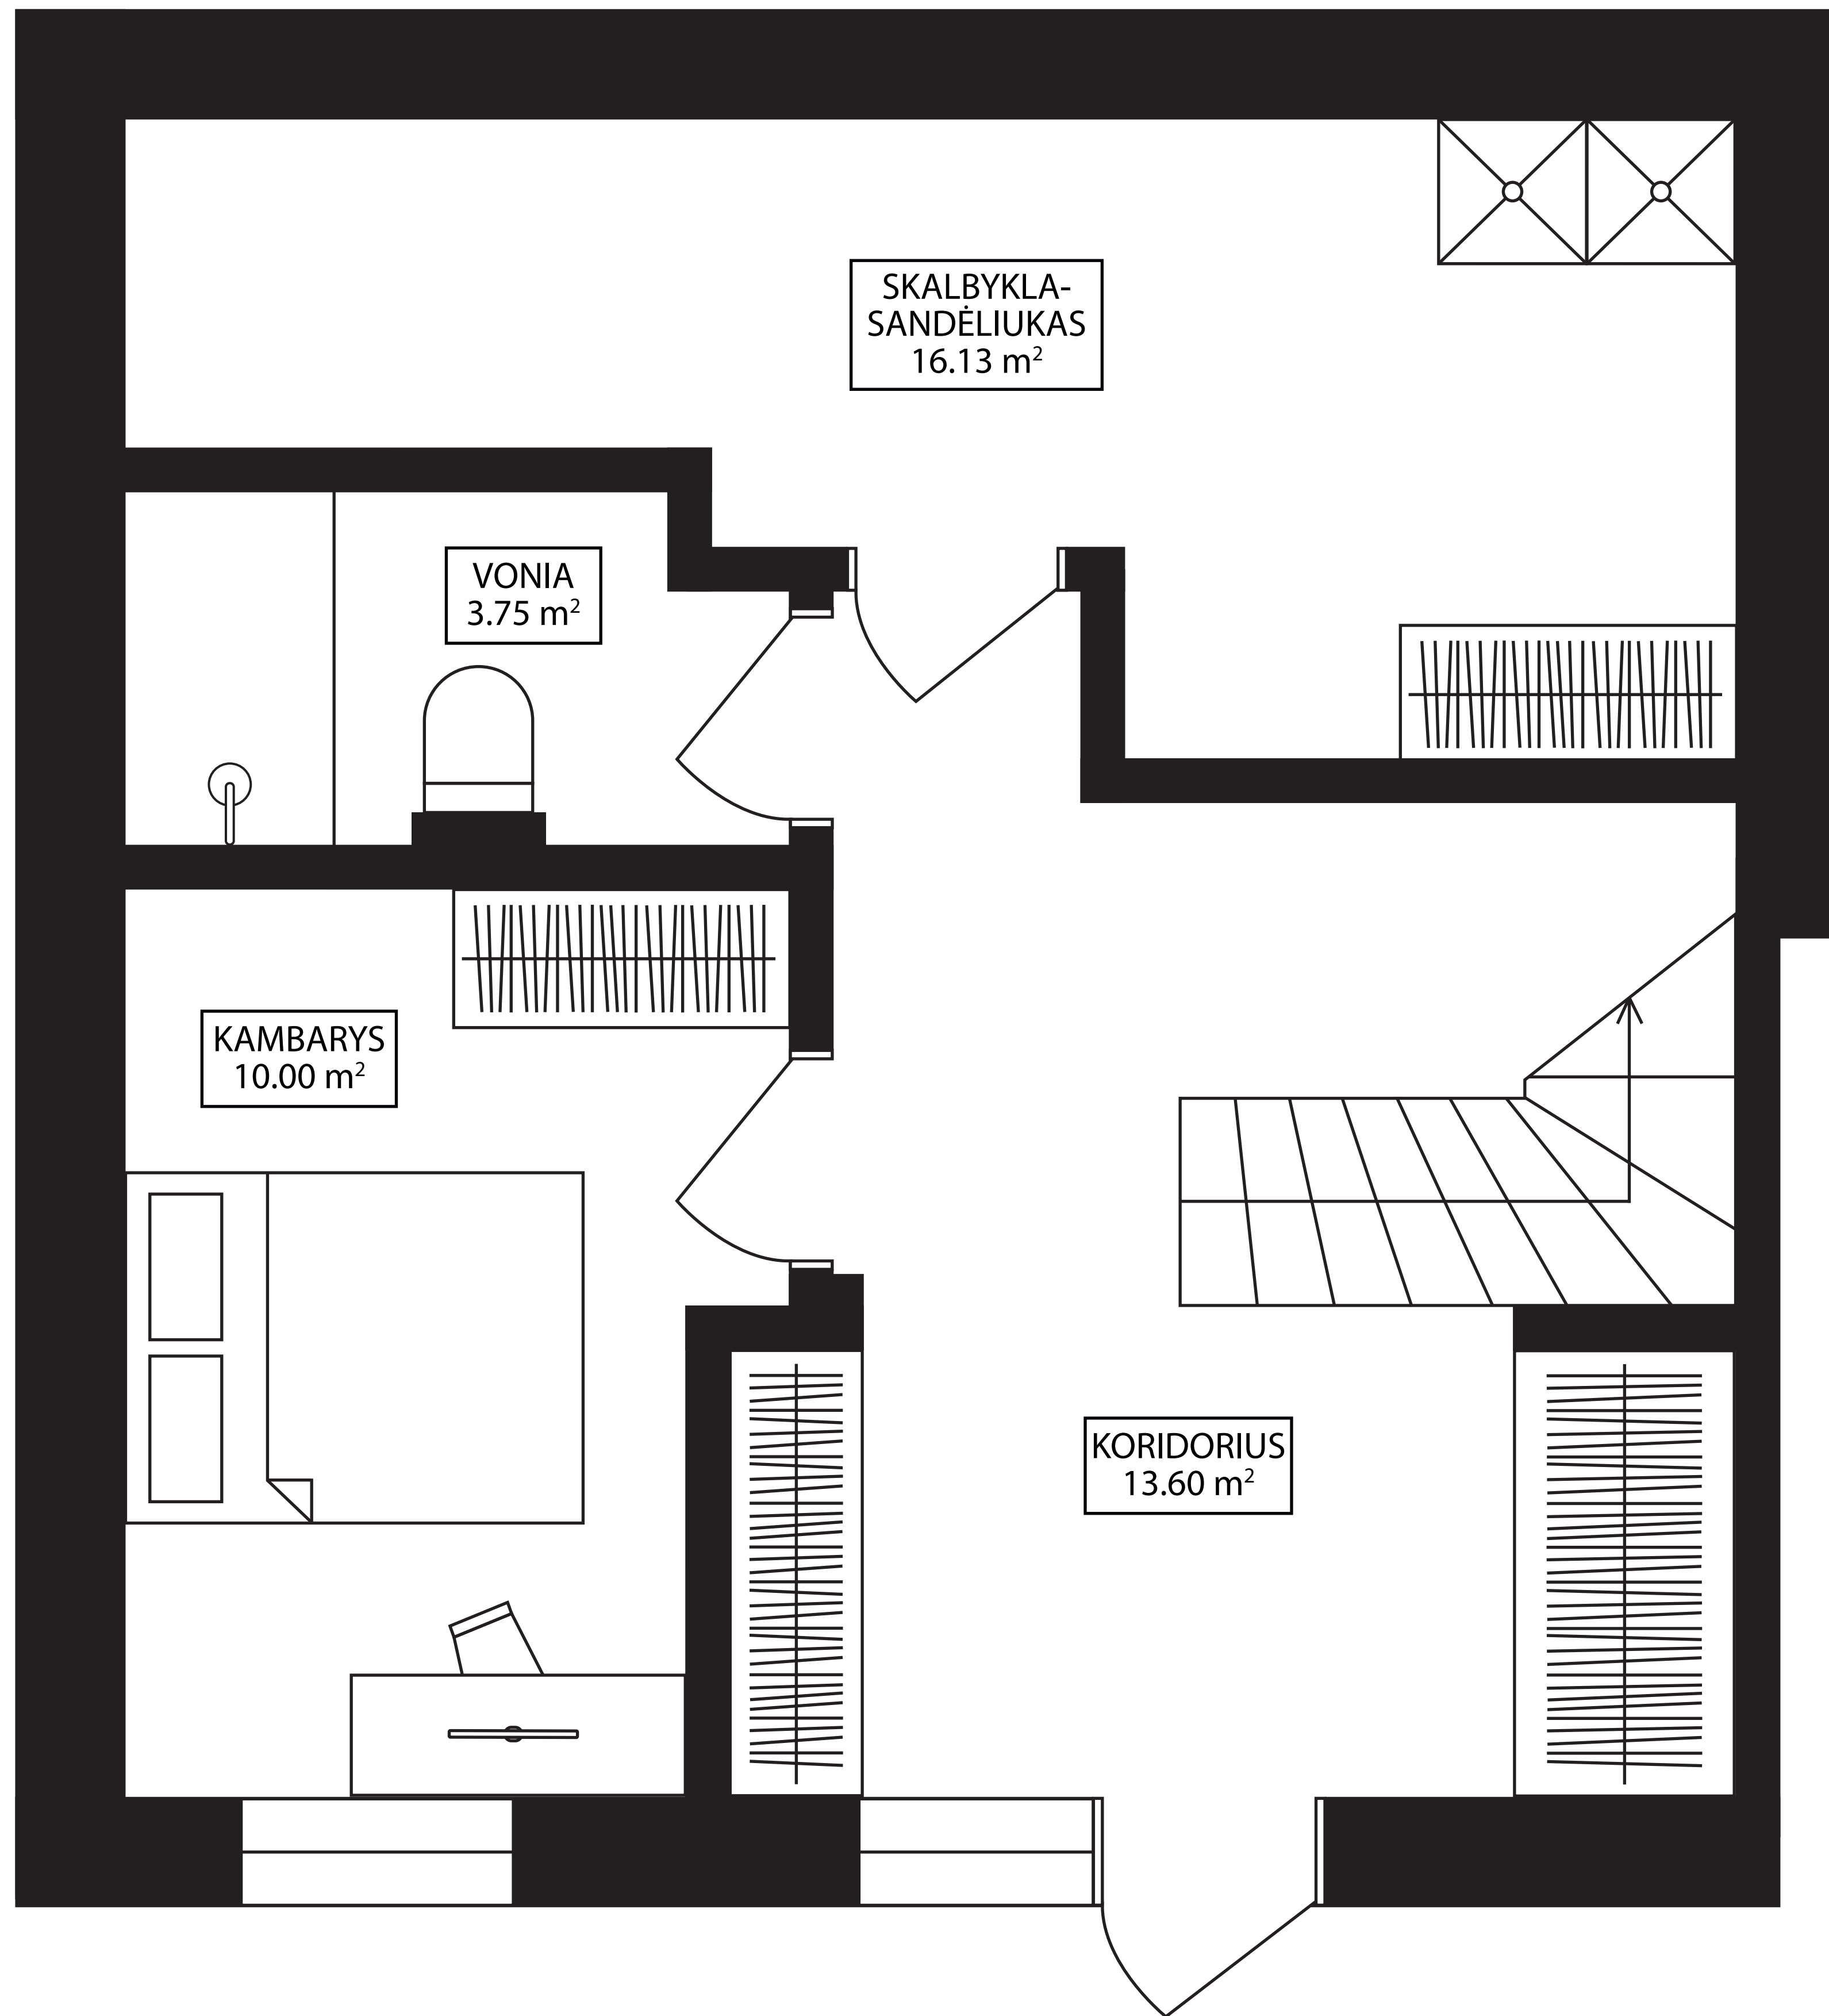 SKALBYKLA-
SANDĖLIUKAS
16.13 m²
VONIA
3.75 m²
KAMBARYS
10.00 m²
KORIDORIUS
13.60 m²